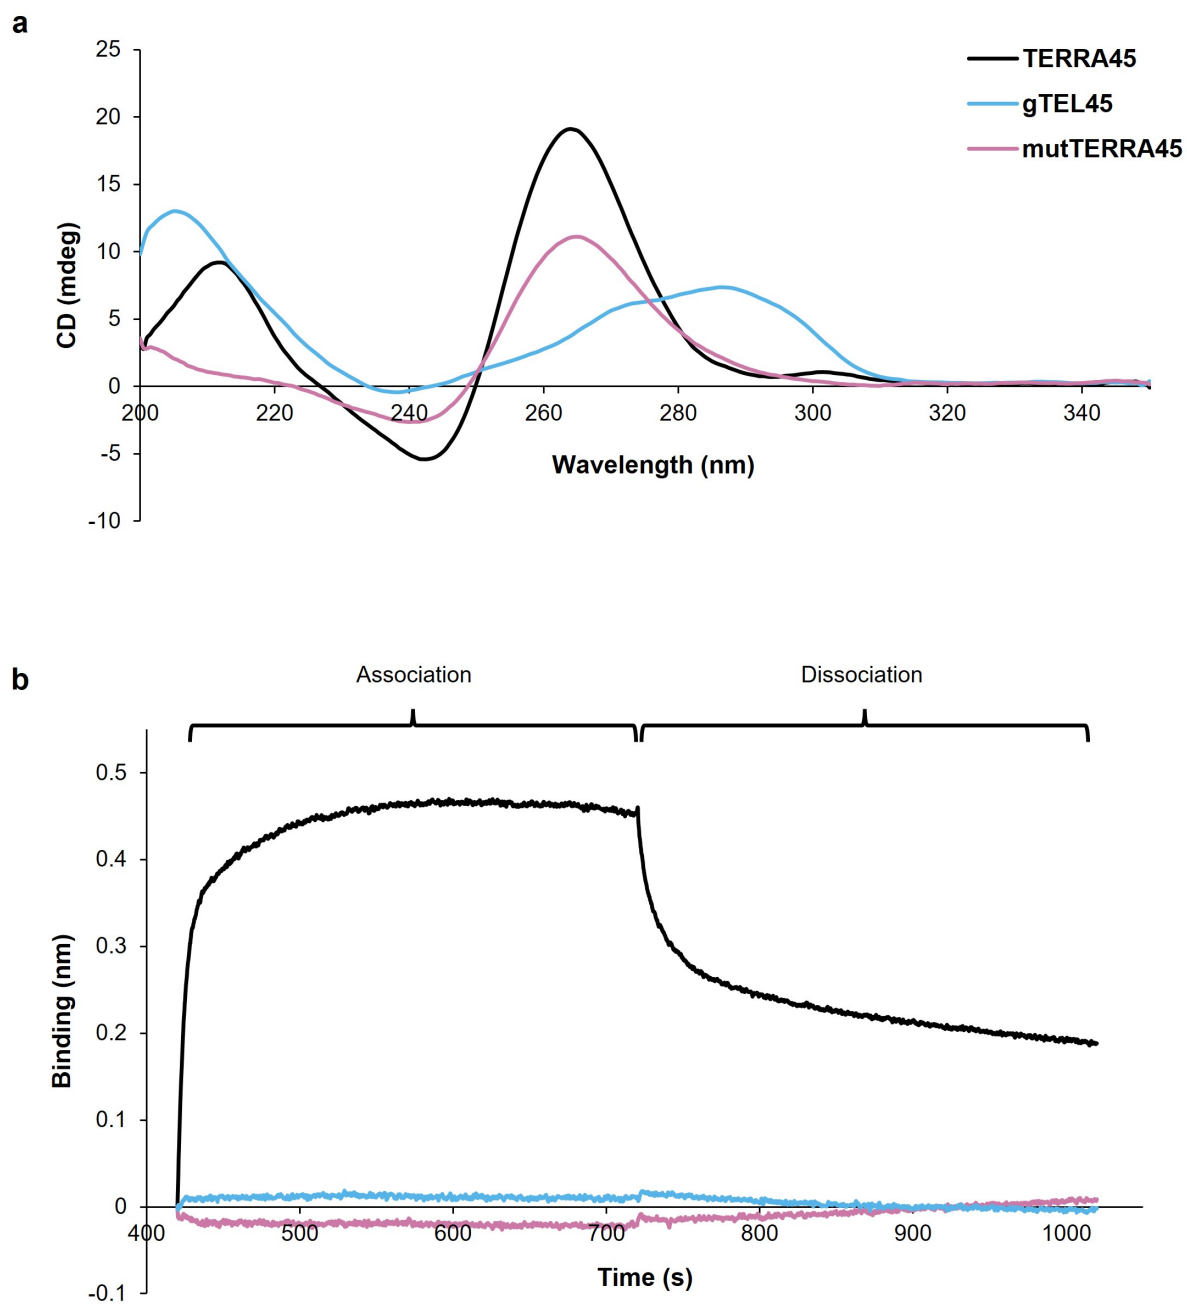 a
25
20
15
10
5
0
-5
-10
CD (mdeg)
200 220 240 260 280 300 320 340
Wavelength (nm)
TERRA45
gTEL45
mutTERRA45
b
Association Dissociation
0.5
0.4
0.3
0.2
0.1
0
-0.1
Binding (nm)
400 500 600 700 800 900 1000
Time (s)